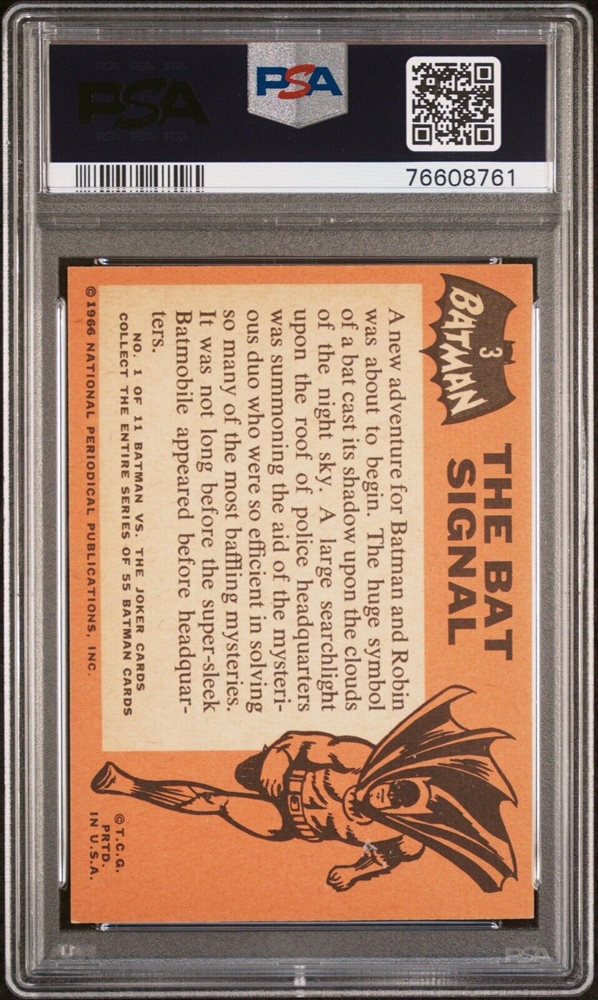 PSA
PSA
76608761
3
BATMAN
THE BAT
SIGNAL
A new adventure for Batman and Robin
was about to begin. The huge symbol
of a bat cast its shadow upon the clouds
of the night sky. A large searchlight
upon the roof of police headquarters
was summoning the aid of the mysteri-
ous duo who were so efficient in solving
so many of the most baffling mysteries.
It was not long before the super-sleek
Batmobile appeared before headquar-
ters.
NO. 1 OF 11 BATMAN VS. THE JOKER CARDS
COLLECT THE ENTIRE SERIES OF 55 BATMAN CARDS
© 1966 NATIONAL PERIODICAL PUBLICATIONS, INC.
© T.C.G.
PRTD.
IN U.S.A.
PSA